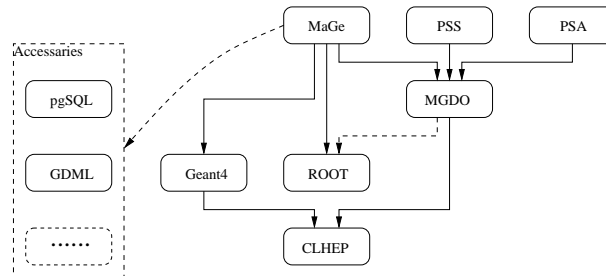 MaGe
PSS
PSA
Accessaries
pgSQL
MGDO
GDML
Geant4
ROOT
......
CLHEP